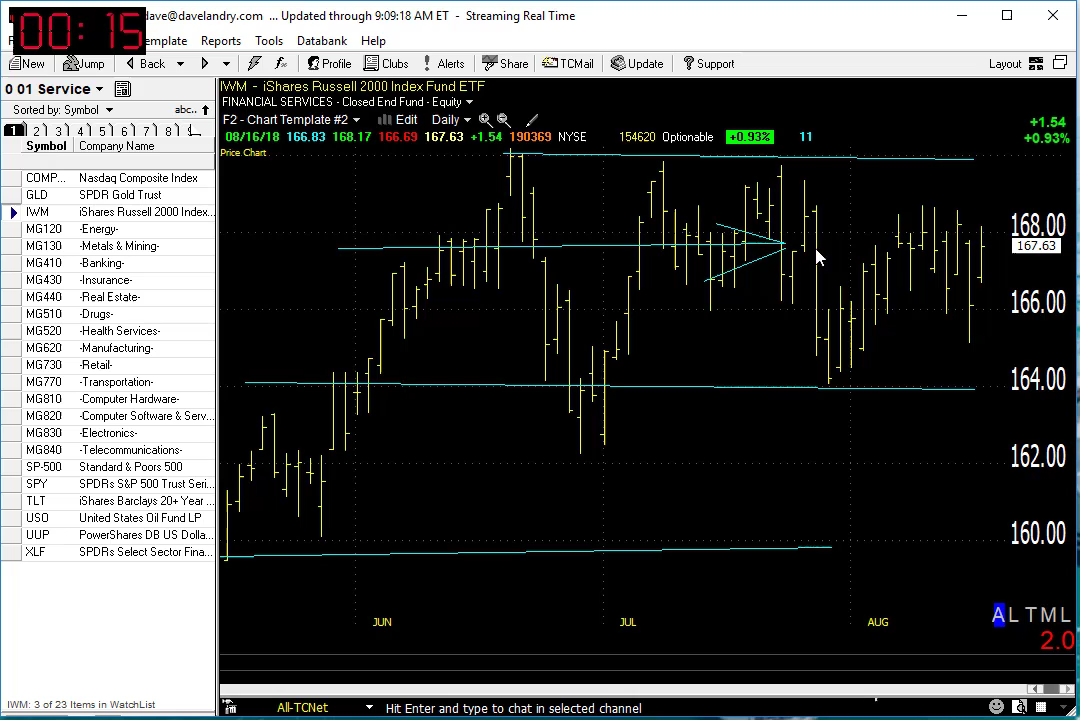 00:15
dave@davelandry.com ... Updated through 9:09:18 AM ET - Streaming Real Time
Template Reports Tools Databank Help
New Jump Back Profile Clubs Alerts Share TCMail Update Support Layout
0 01 Service
Sorted by: Symbol abc..
1 2 3 4 5 6 7 8
Symbol Company Name
COMP... Nasdaq Composite Index
GLD SPDR Gold Trust
IWM iShares Russell 2000 Index...
MG120 -Energy-
MG130 -Metals & Mining-
MG410 -Banking-
MG430 -Insurance-
MG440 -Real Estate-
MG510 -Drugs-
MG520 -Health Services-
MG620 -Manufacturing-
MG730 -Retail-
MG770 -Transportation-
MG810 -Computer Hardware-
MG820 -Computer Software & Serv...
MG830 -Electronics-
MG840 -Telecommunications-
SP-500 Standard & Poors 500
SPY SPDRs S&P 500 Trust Seri...
TLT iShares Barclays 20+ Year ...
USO United States Oil Fund LP
UUP PowerShares DB US Dolla...
XLF SPDRs Select Sector Fina...
IWM: 3 of 23 Items in WatchList
IWM - iShares Russell 2000 Index Fund ETF
FINANCIAL SERVICES - Closed End Fund - Equity
F2 - Chart Template #2 Edit Daily
08/16/18 166.83 168.17 166.69 167.63 +1.54 190369 NYSE 154620 Optionable +0.93% 11
+1.54
+0.93%
Price Chart
168.00
167.63
166.00
164.00
162.00
160.00
JUN JUL AUG
A L T M L
2.0
All-TCNet Hit Enter and type to chat in selected channel